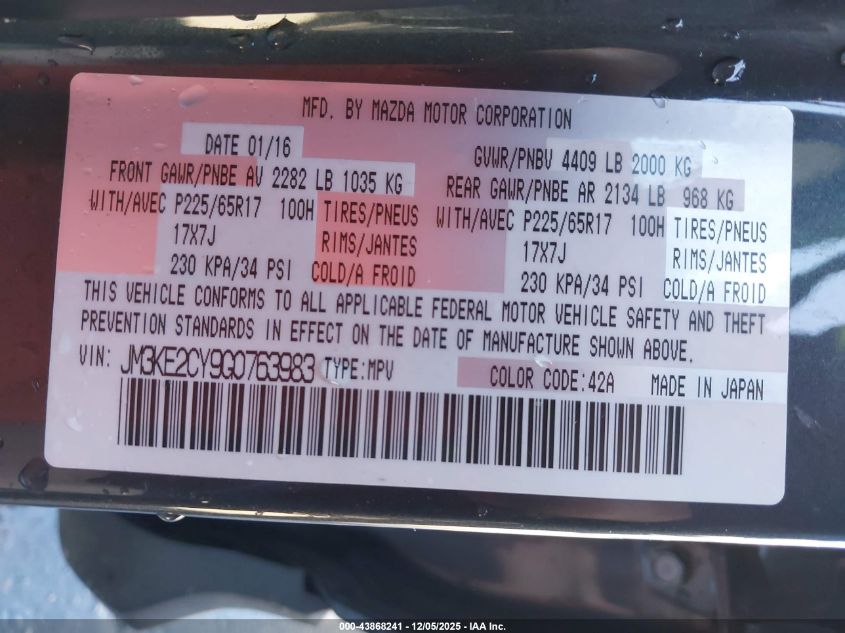 MFD. BY MAZDA MOTOR CORPORATION
DATE 01/16
GVWR/PNBV 4409 LB 2000 KG
FRONT GAWR/PNBE AV 2282 LB 1035 KG
REAR GAWR/PNBE AR 2134 LB 968 KG
WITH/AVEC P225/65R17 100H TIRES/PNEUS
WITH/AVEC P225/65R17 100H TIRES/PNEUS
17X7J RIMS/JANTES
17X7J RIMS/JANTES
230 KPA/34 PSI COLD/A FROID
230 KPA/34 PSI COLD/A FROID
THIS VEHICLE CONFORMS TO ALL APPLICABLE FEDERAL MOTOR VEHICLE SAFETY AND THEFT
PREVENTION STANDARDS IN EFFECT ON THE DATE OF MANUFACTURE SHOWN ABOVE.
VIN: JM3KE2CY9G0763983 TYPE:MPV COLOR CODE:42A MADE IN JAPAN
000-43868241 - 12/05/2025 - IAA Inc.